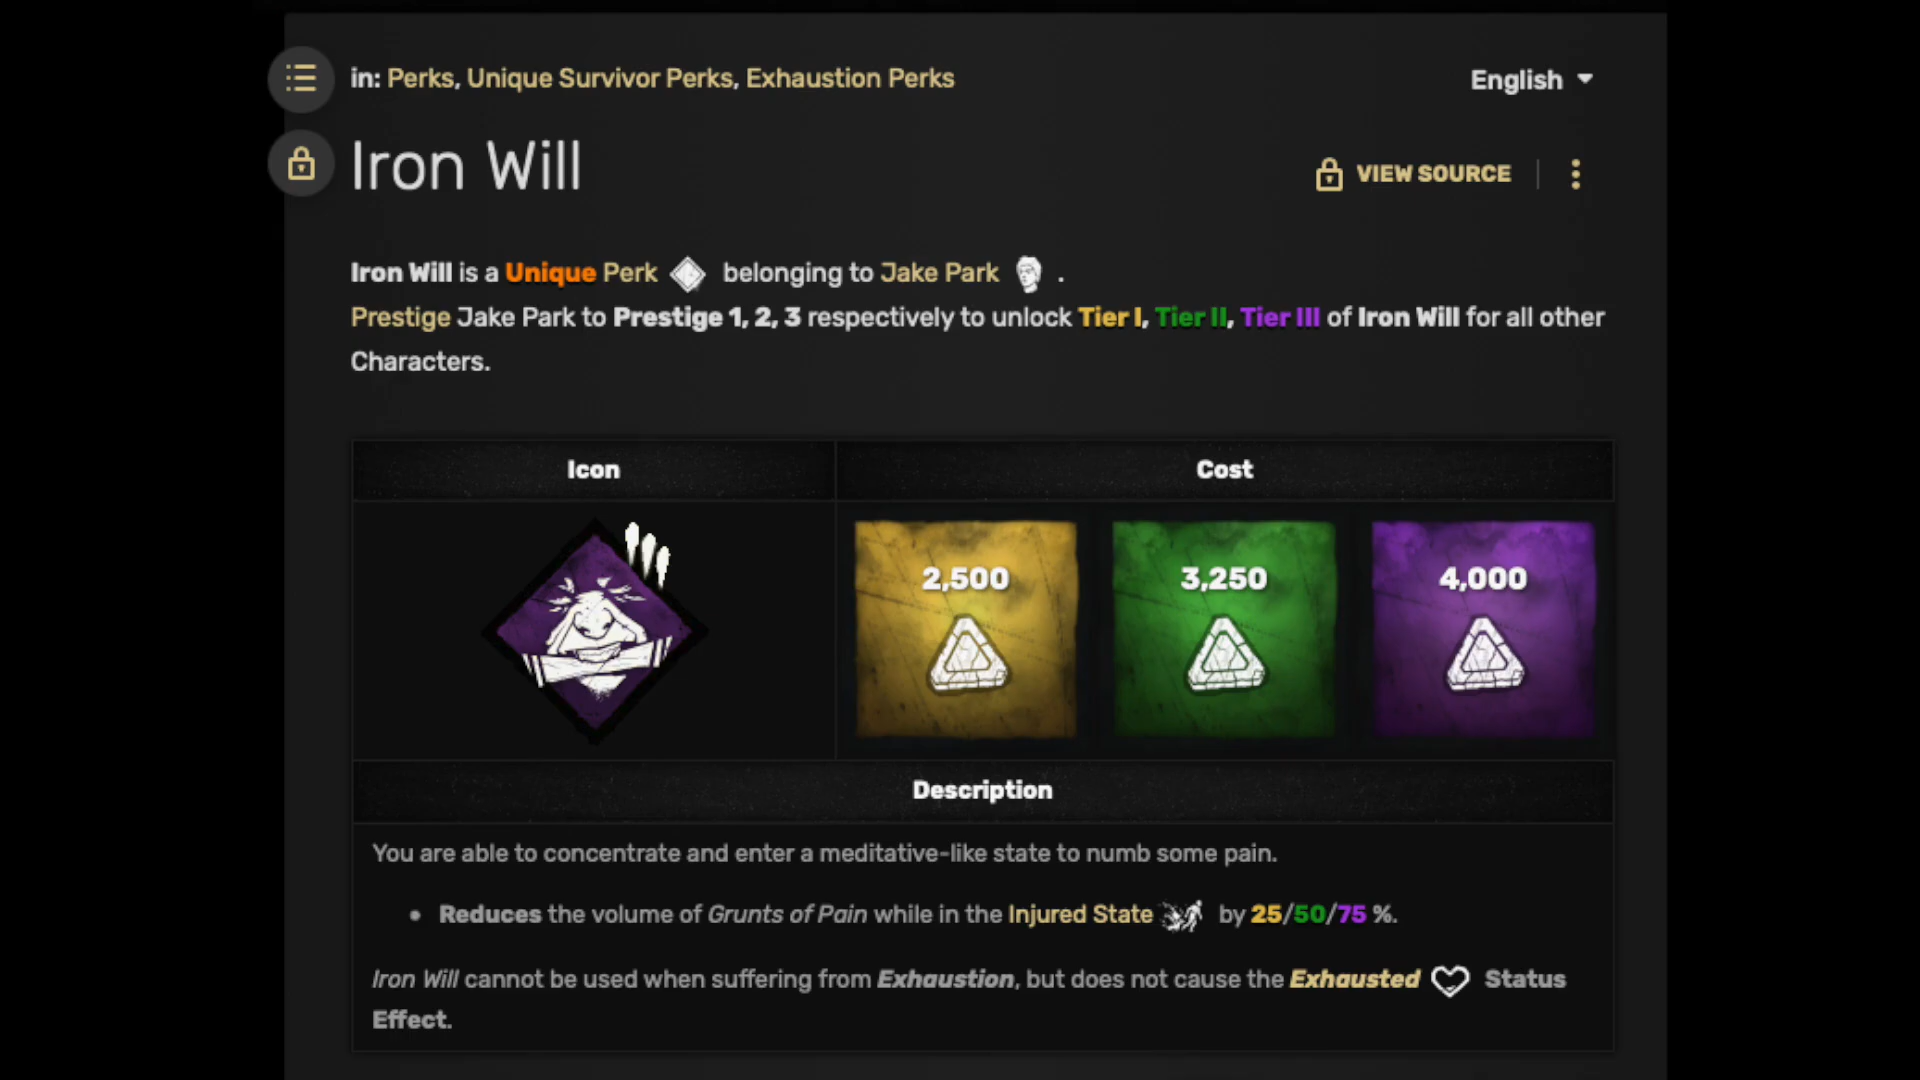 in: Perks, Unique Survivor Perks, Exhaustion Perks
English
Iron Will
VIEW SOURCE
Iron Will is a Unique Perk belonging to Jake Park .
Prestige Jake Park to Prestige 1, 2, 3 respectively to unlock Tier I, Tier II, Tier III of Iron Will for all other
Characters.
Icon
Cost
2,500
3,250
4,000
Description
You are able to concentrate and enter a meditative-like state to numb some pain.
• Reduces the volume of Grunts of Pain while in the Injured State by 25/50/75 %.
Iron Will cannot be used when suffering from Exhaustion, but does not cause the Exhausted Status
Effect.